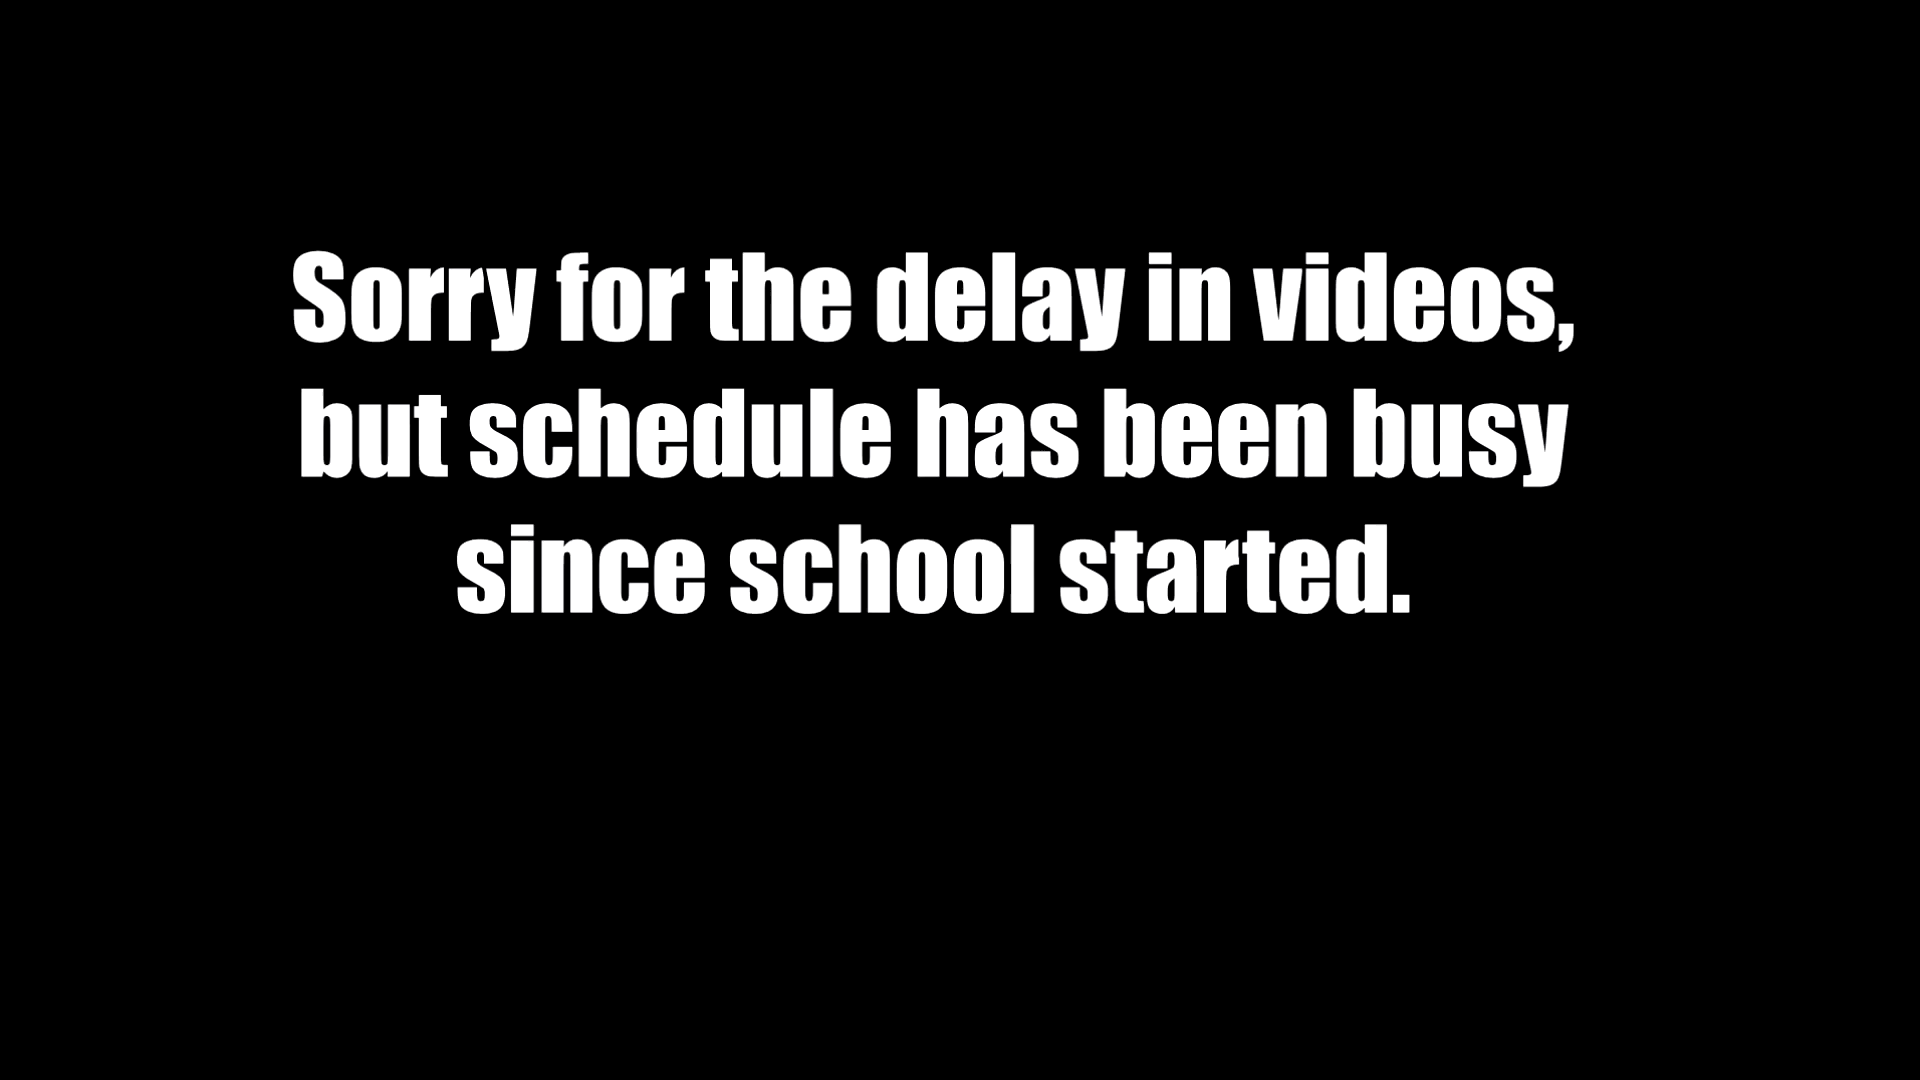 Sorry for the delay in videos,
but schedule has been busy
since school started.